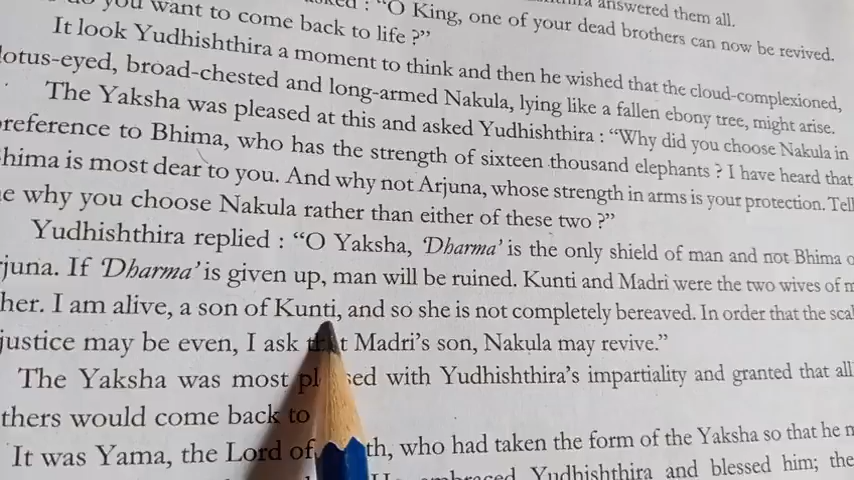 : "O King, one of your dead brothers can now be revived.
answered them all.
you want to come back to life ?"
It look Yudhishthira a moment to think and then he wished that the cloud-complexioned,
lotus-eyed, broad-chested and long-armed Nakula, lying like a fallen ebony tree, might arise.
The Yaksha was pleased at this and asked Yudhishthira : "Why did you choose Nakula in
preference to Bhima, who has the strength of sixteen thousand elephants ? I have heard that
Bhima is most dear to you. And why not Arjuna, whose strength in arms is your protection. Tell
why you choose Nakula rather than either of these two ?"
Yudhishthira replied : "O Yaksha, 'Dharma' is the only shield of man and not Bhima
juna. If 'Dharma' is given up, man will be ruined. Kunti and Madri were the two wives of
her. I am alive, a son of Kunti, and so she is not completely bereaved. In order that the
justice may be even, I ask that Madri's son, Nakula may revive."
The Yaksha was most pl sed with Yudhishthira's impartiality and granted that all
thers would come back to
It was Yama, the Lord of th, who had taken the form of the Yaksha so that he
embraced Yudhishthira and blessed him; the